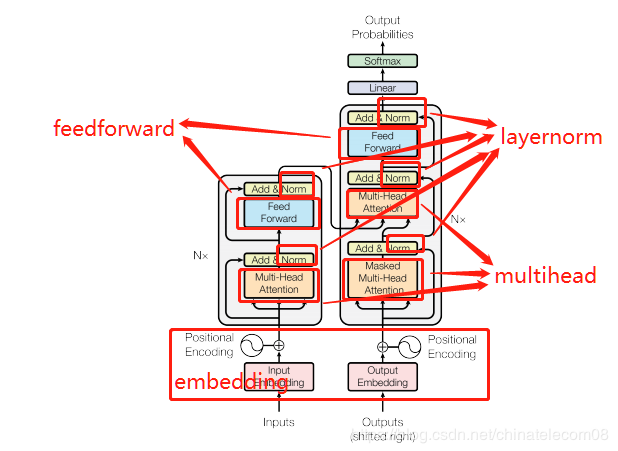 Output
Probabilities
Softmax
Linear
Add & Norm
Feed
Forward
feedforward
layernorm
Add & Norm
Add & Norm
Multi-Head
Attention
Feed
Forward
N×
Add & Norm
Add & Norm
N×
Multi-Head
Attention
Masked
Multi-Head
Attention
multihead
Positional
Encoding
Positional
Encoding
embedding
Input
Embedding
Output
Embedding
Inputs
Outputs
(shifted right)
https://blog.csdn.net/chinatelecom08